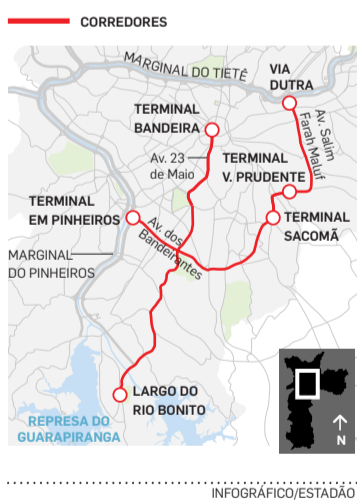 CORREDORES
MARGINAL DO TIETÊ
VIA
DUTRA
TERMINAL
BANDEIRA
Av. Salim
Farah Maluf
Av. 23
de Maio
TERMINAL
V. PRUDENTE
TERMINAL
EM PINHEIROS
Av. dos
Bandeirantes
TERMINAL
SACOMÃ
MARGINAL
DO PINHEIROS
LARGO DO
RIO BONITO
REPRESA DO
GUARAPIRANGA
N
INFOGRÁFICO/ESTADÃO